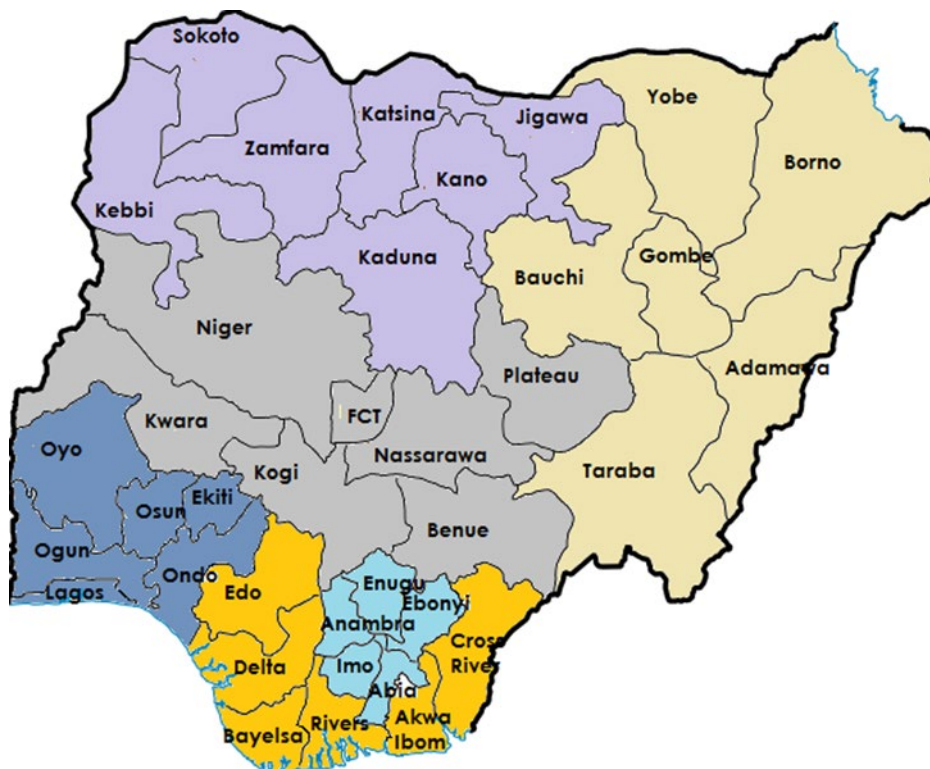 Sokoto
Yobe
Katsina
Jigawa
Zamfara
Borno
Kano
Kebbi
Gombe
Kaduna
Bauchi
Niger
Adamawa
Plateau
FCT
Kwara
Oyo
Nassarawa
Taraba
Kogi
Ekiti
Osun
Benue
Ogun
Ondo
Enugu
Lagos
Edo
Ebonyi
Anambra
Cross
River
Delta
Imo
Abia
Bayelsa
Rivers
Akwa
Ibom